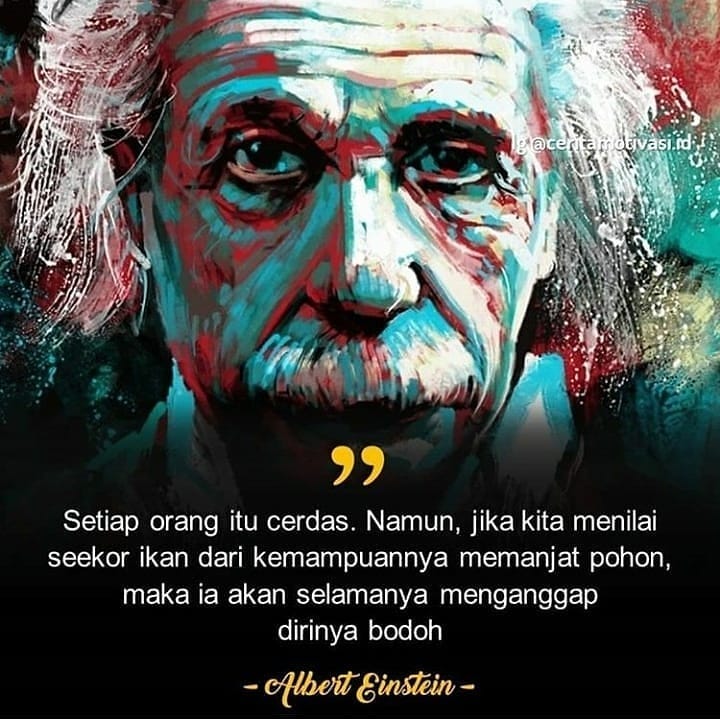 ig @ceritamotivasi.id
”
Setiap orang itu cerdas. Namun, jika kita menilai
seekor ikan dari kemampuannya memanjat pohon,
maka ia akan selamanya menganggap
dirinya bodoh
- Albert Einstein -